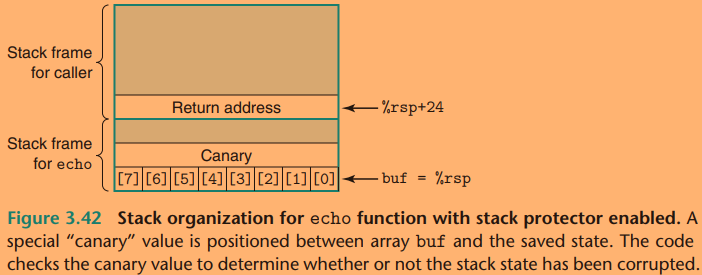 Stack frame
for caller
Return address
%rsp+24
Stack frame
for echo
Canary
[7] [6] [5] [4] [3] [2] [1] [0]
buf = %rsp
Figure 3.42 Stack organization for echo function with stack protector enabled. A
special “canary” value is positioned between array buf and the saved state. The code
checks the canary value to determine whether or not the stack state has been corrupted.